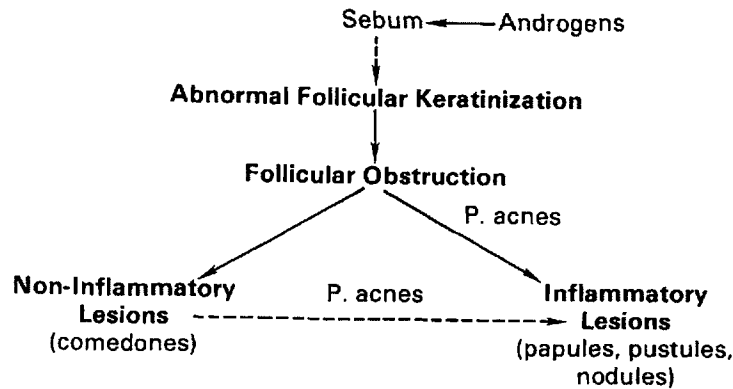 Sebum Androgens
Abnormal Follicular Keratinization
Follicular Obstruction
P. acnes
Non-Inflammatory
Lesions
(comedones)
P. acnes
Inflammatory
Lesions
(papules, pustules,
nodules)